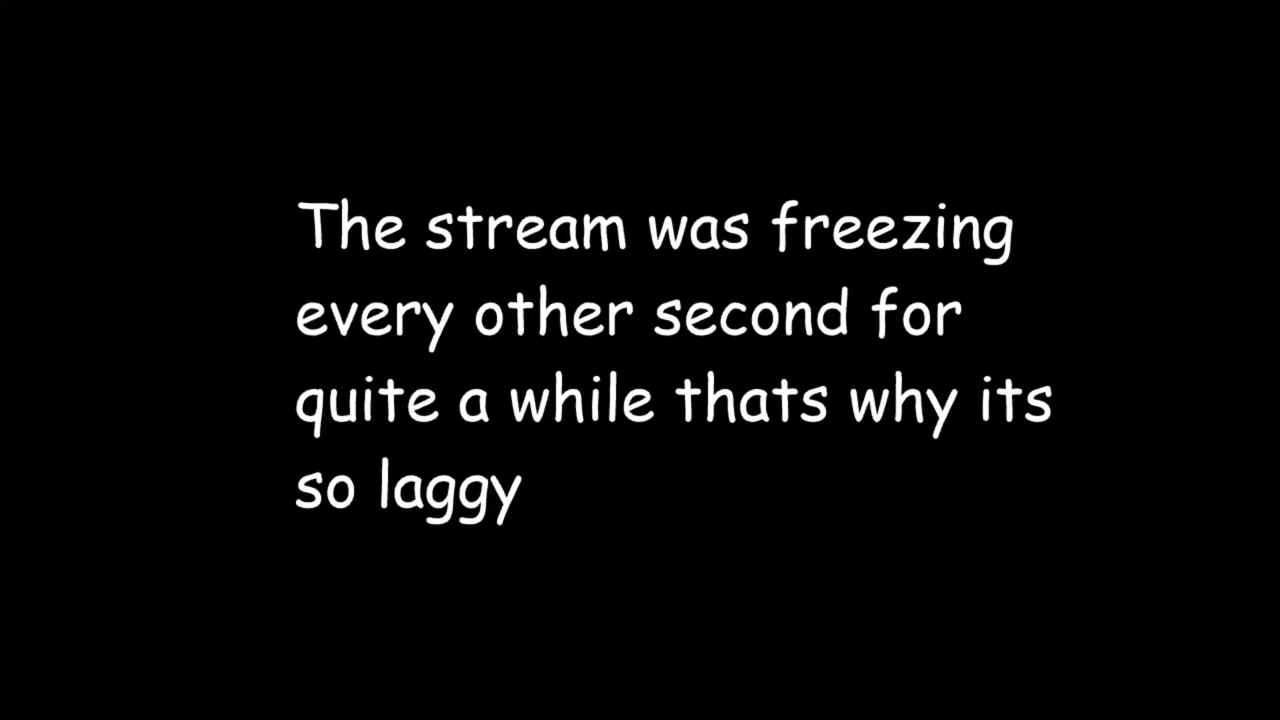 The stream was freezing
every other second for
quite a while thats why its
so laggy